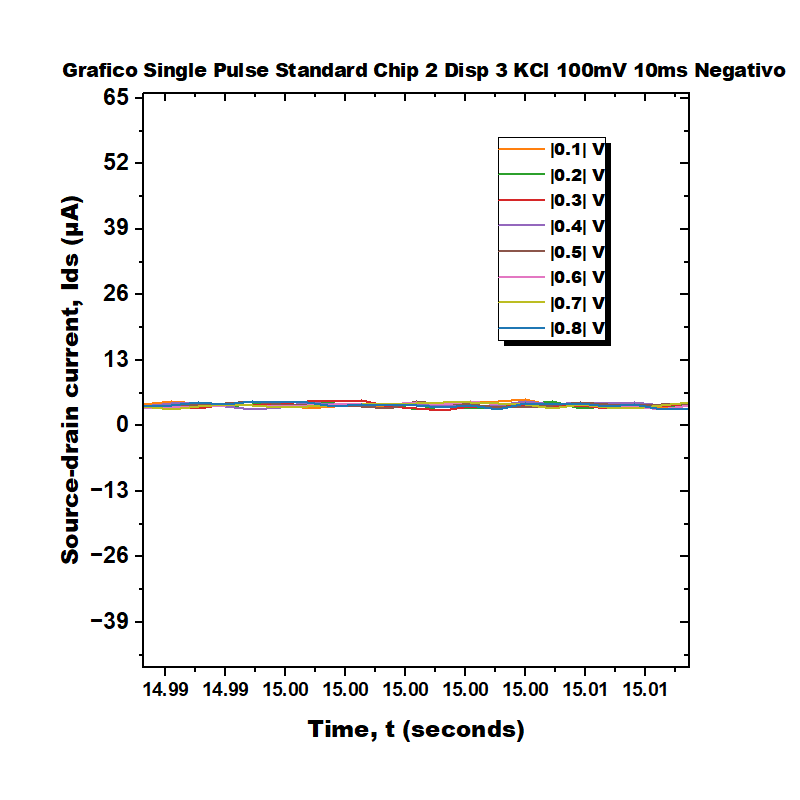 Grafico Single Pulse Standard Chip 2 Disp 3 KCl 100mV 10ms Negativo
65
52
39
26
13
0
−13
−26
−39
Source-drain current, Ids (µA)
|0.1| V
|0.2| V
|0.3| V
|0.4| V
|0.5| V
|0.6| V
|0.7| V
|0.8| V
14.99 14.99 15.00 15.00 15.00 15.00 15.00 15.01 15.01
Time, t (seconds)